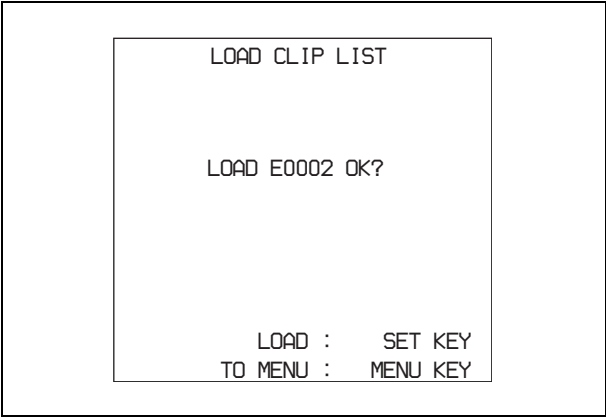 LOAD CLIP LIST
LOAD E0002 OK?
LOAD : SET KEY
TO MENU : MENU KEY